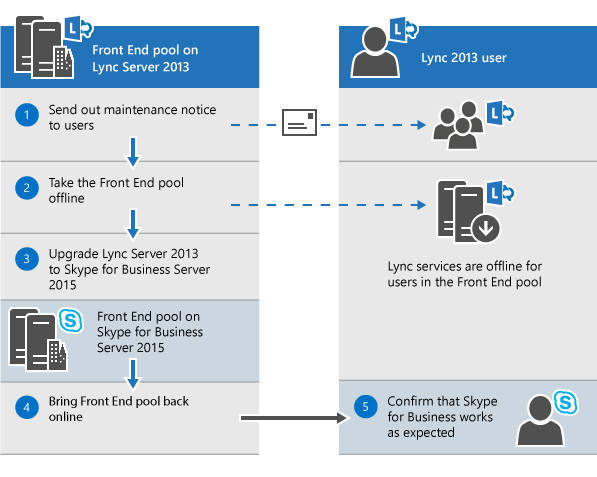 Front End pool on
Lync Server 2013
Lync 2013 user
1
Send out maintenance notice
to users
2
Take the Front End pool
offline
Lync services are offline for
users in the Front End pool
3
Upgrade Lync Server 2013
to Skype for Business Server
2015
Front End pool on
Skype for Business
Server 2015
4
Bring Front End pool back
online
5
Confirm that Skype
for Business works
as expected